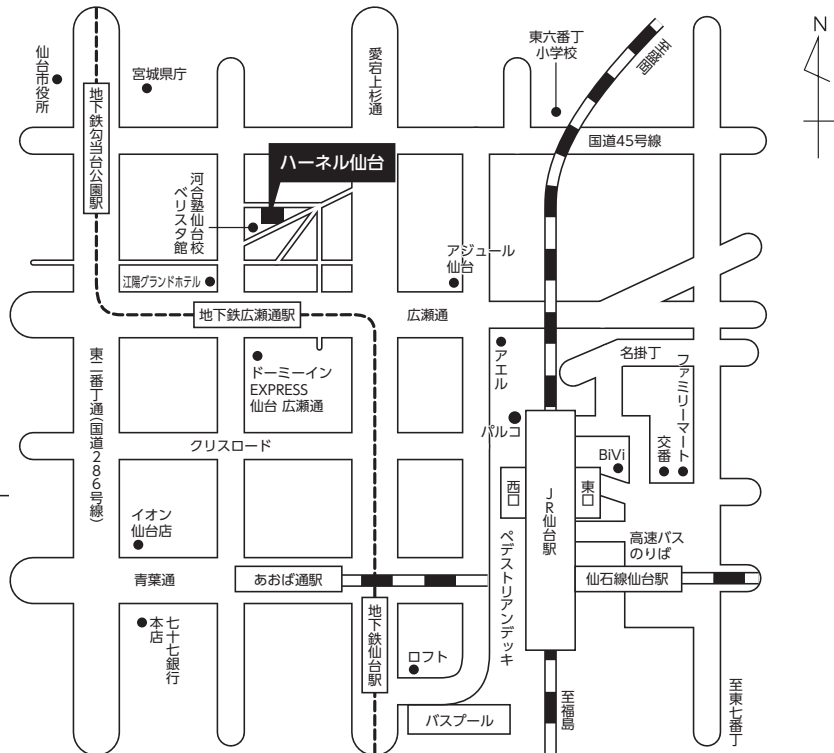 仙台市役所
宮城県庁
愛宕上杉通
東六番丁
小学校
至盛岡
N
地下鉄勾当台公園駅
国道45号線
ハーネル仙台
河合塾仙台校
ベリスタ館
アジュール
仙台
江陽グランドホテル
地下鉄広瀬通駅
広瀬通
東二番丁通(国道286号線)
ドーミーイン
EXPRESS
仙台 広瀬通
アエル
名掛丁
ファミリーマート
交番
パルコ
BiVi
クリスロード
西口
JR仙台駅
東口
イオン
仙台店
ペデストリアンデッキ
高速バス
のりば
青葉通
あおば通駅
仙石線仙台駅
七十七銀行
本店
地下鉄仙台駅
ロフト
バスプール
至福島
至東七番丁